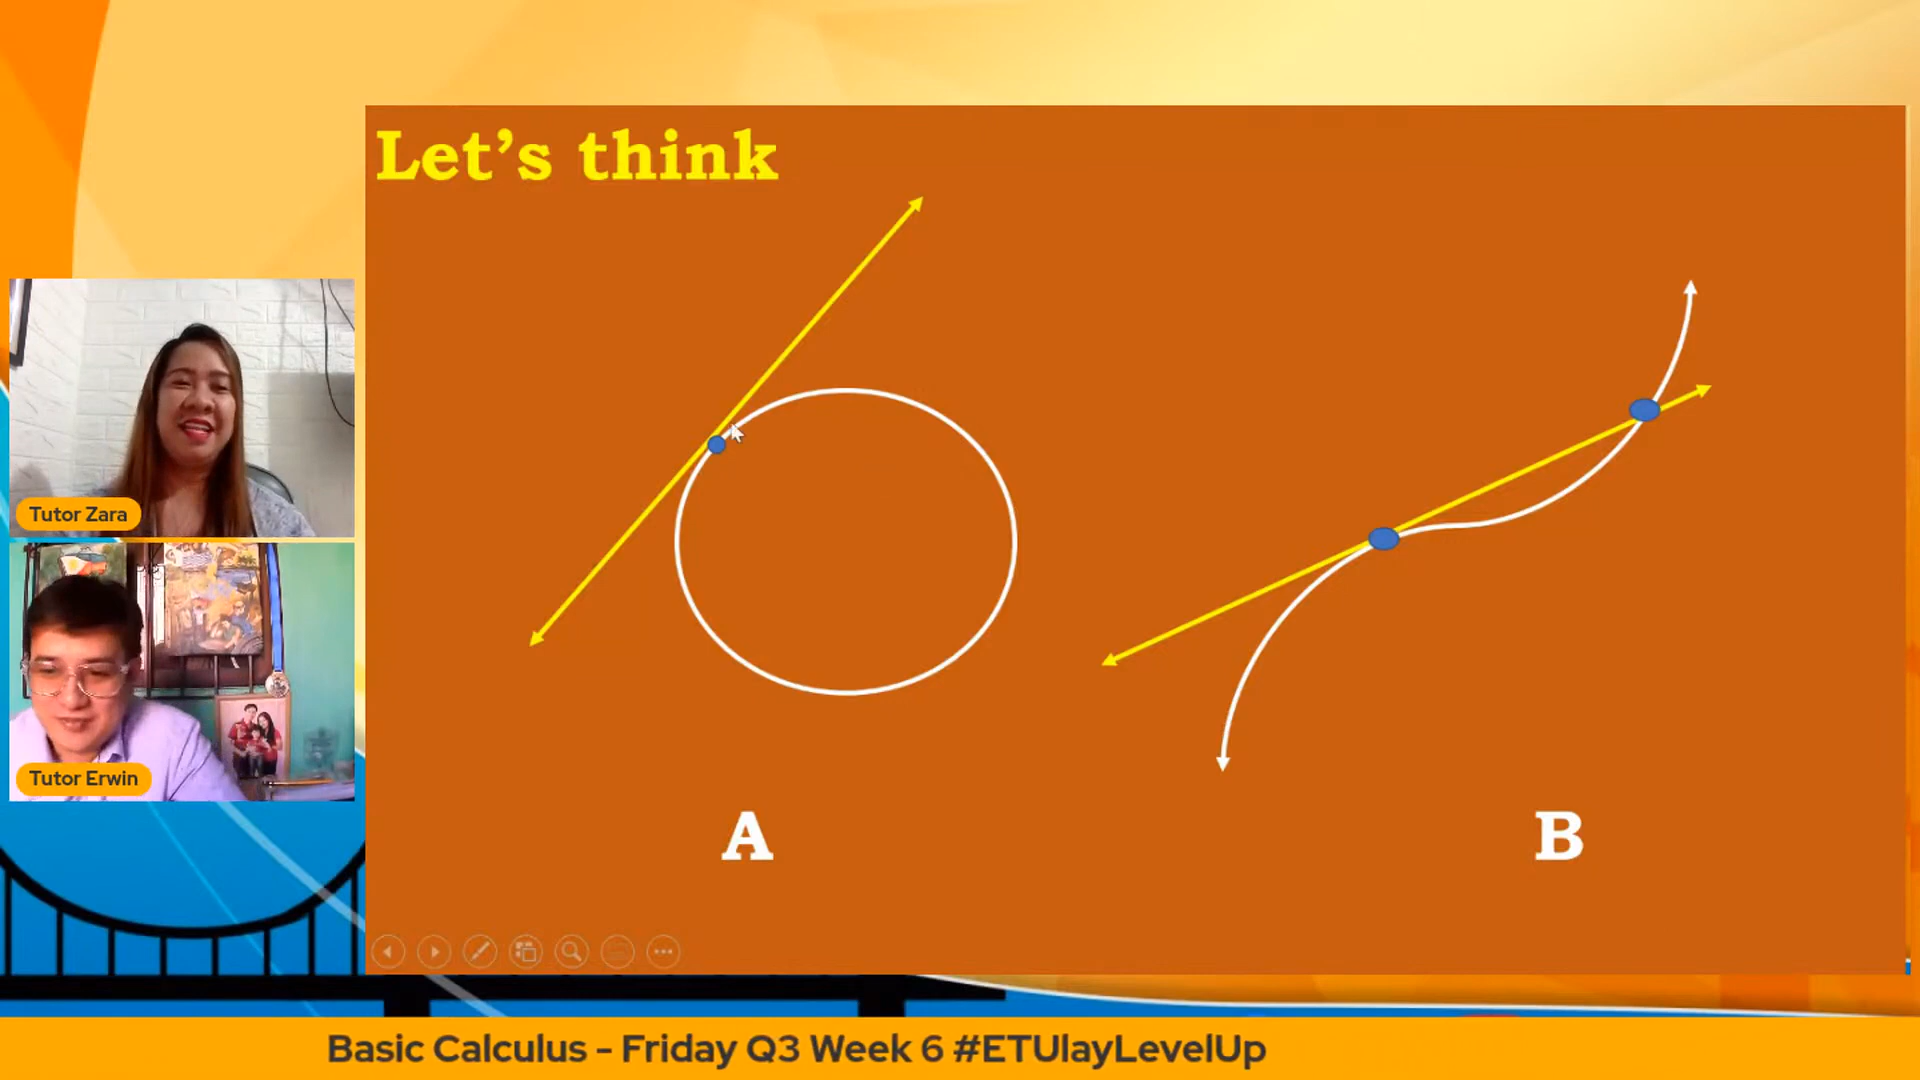 Let's think
Tutor Zara
Tutor Erwin
A
B
Basic Calculus - Friday Q3 Week 6 #ETUlayLevelUp